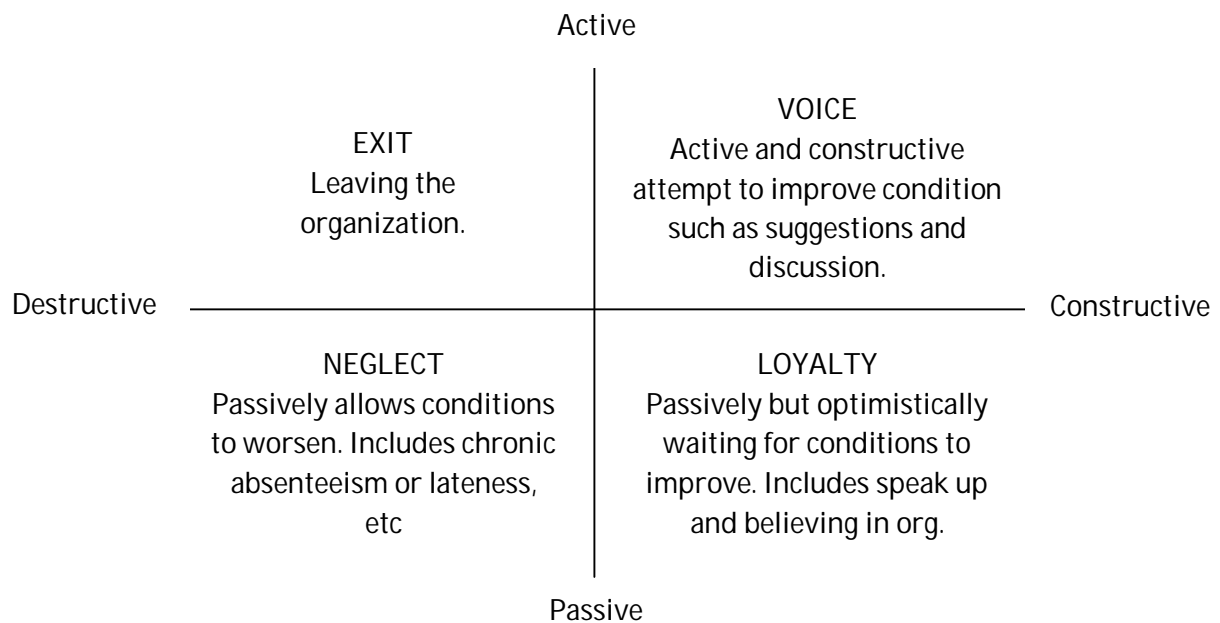 Active
EXIT
Leaving the
organization.
VOICE
Active and constructive
attempt to improve condition
such as suggestions and
discussion.
Destructive
Constructive
NEGLECT
Passively allows conditions
to worsen. Includes chronic
absenteeism or lateness,
etc
LOYALTY
Passively but optimistically
waiting for conditions to
improve. Includes speak up
and believing in org.
Passive